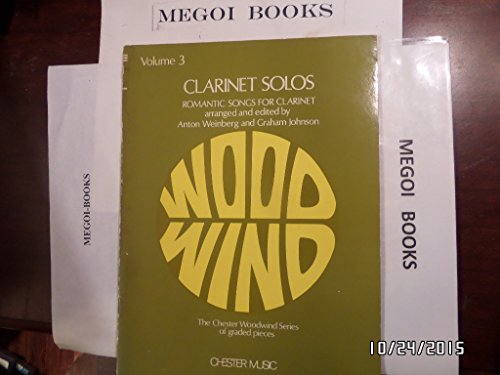 MEGOI BOOKS
Volume 3
CLARINET SOLOS
ROMANTIC SONGS FOR CLARINET
arranged and edited by
Anton Weinberg and Graham Johnson
WOOD
WIND
The Chester Woodwind Series
of graded pieces
CHESTER MUSIC
MEGOI-BOOKS
MEGOI BOOKS
10/24/2015